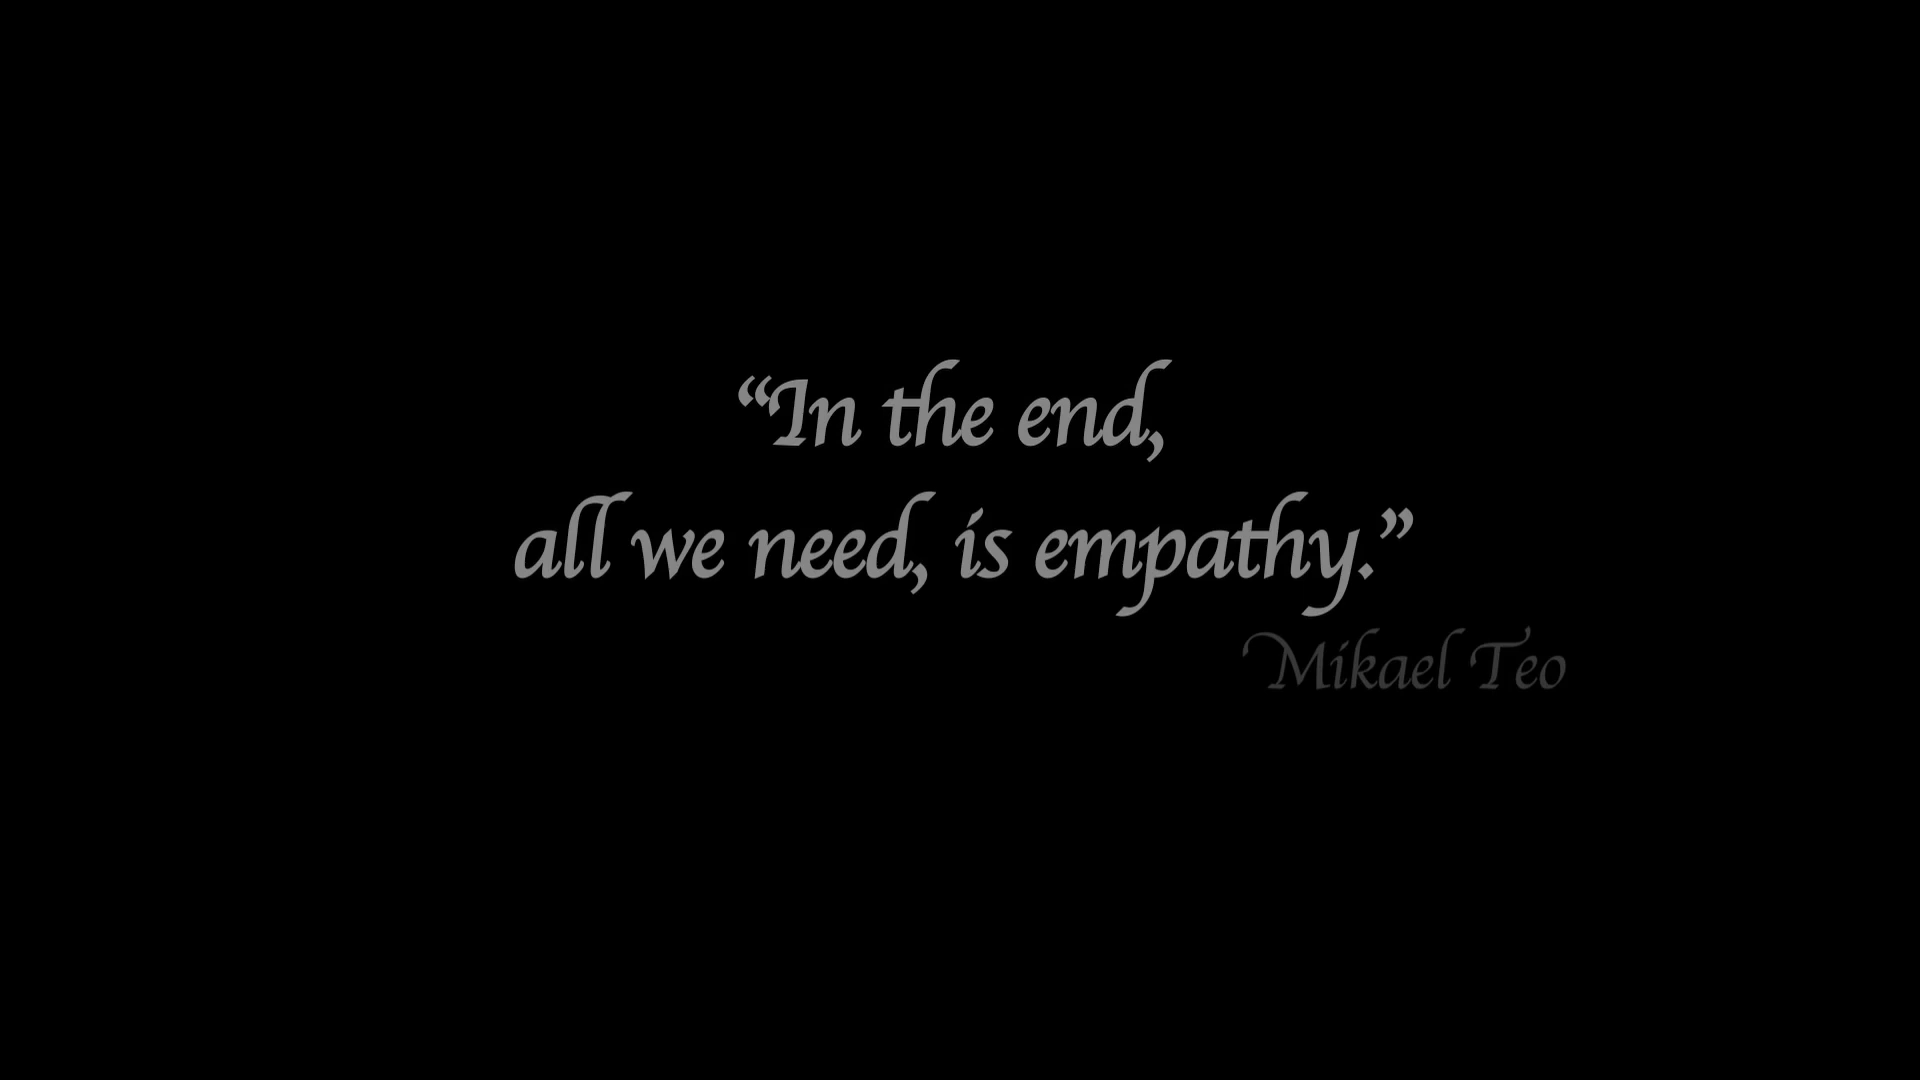 “In the end,
all we need, is empathy.”
Mikael Teo